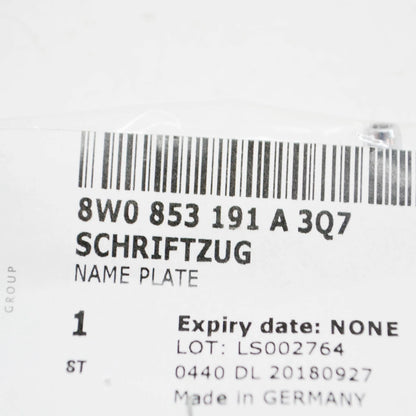 8W0 853 191 A 3Q7
SCHRIFTZUG
NAME PLATE
GROUP
1
ST
Expiry date: NONE
LOT: LS002764
0440 DL 20180927
Made in GERMANY